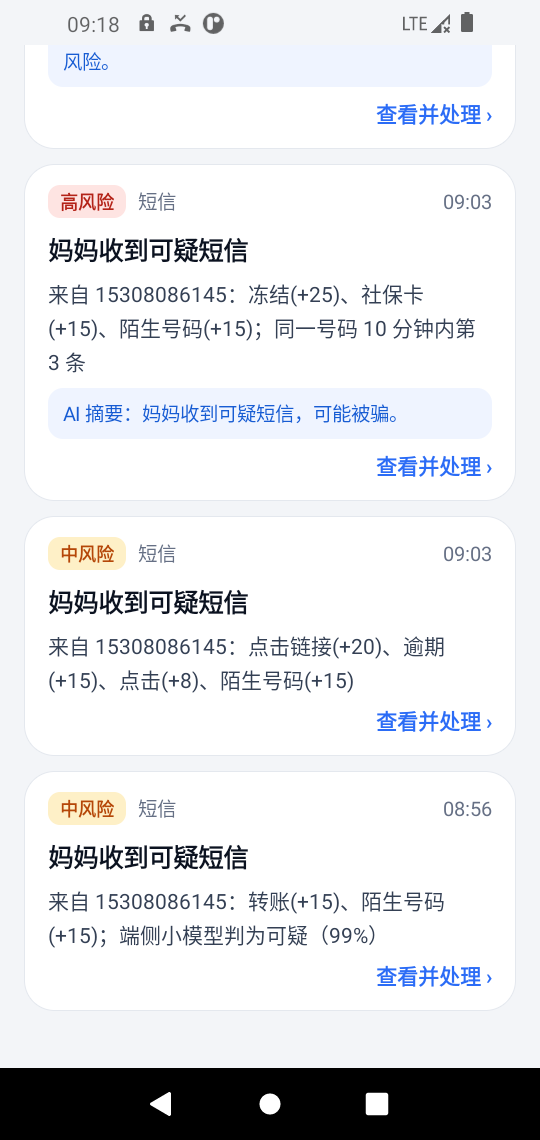 09:18
LTE
风险。
查看并处理 ›
高风险 短信 09:03
妈妈收到可疑短信
来自 15308086145：冻结(+25)、社保卡
(+15)、陌生号码(+15)；同一号码 10 分钟内第
3 条
AI 摘要：妈妈收到可疑短信，可能被骗。
查看并处理 ›
中风险 短信 09:03
妈妈收到可疑短信
来自 15308086145：点击链接(+20)、逾期
(+15)、点击(+8)、陌生号码(+15)
查看并处理 ›
中风险 短信 08:56
妈妈收到可疑短信
来自 15308086145：转账(+15)、陌生号码
(+15)；端侧小模型判为可疑（99%）
查看并处理 ›